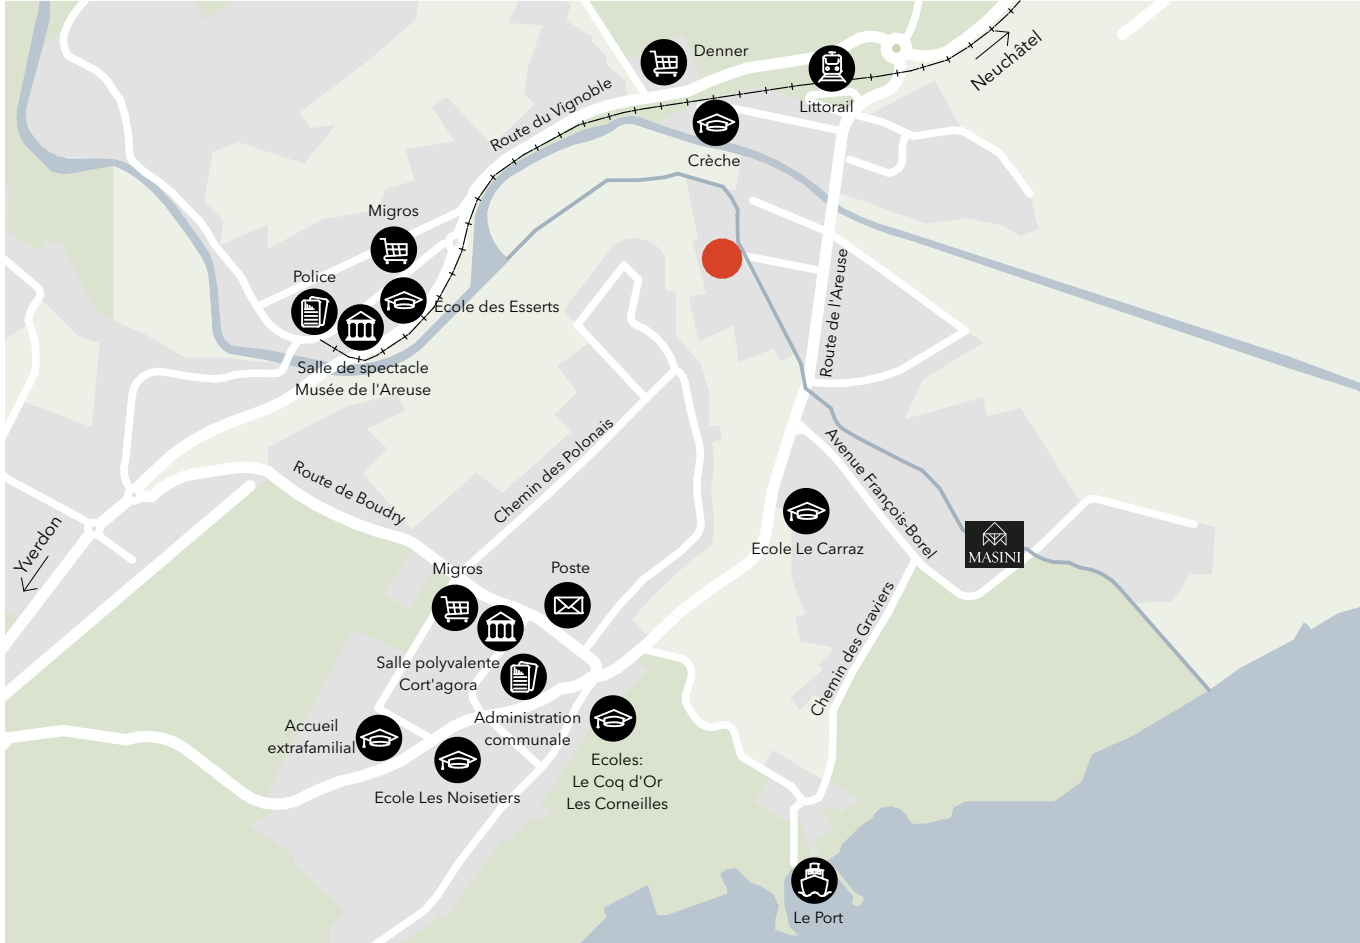 Denner
Neuchâtel
Route du Vignoble
Littorail
Crèche
Migros
Police
Ecole des Esserts
Route de l'Areuse
Salle de spectacle
Musée de l'Areuse
Chemin des Polonais
Avenue François-Borel
Route de Boudry
Yverdon
Ecole Le Carraz
MASINI
Migros
Poste
Chemin des Graviers
Salle polyvalente
Cort'agora
Administration
communale
Accueil
extrafamilial
Ecoles:
Le Coq d'Or
Les Corneilles
Ecole Les Noisetiers
Le Port